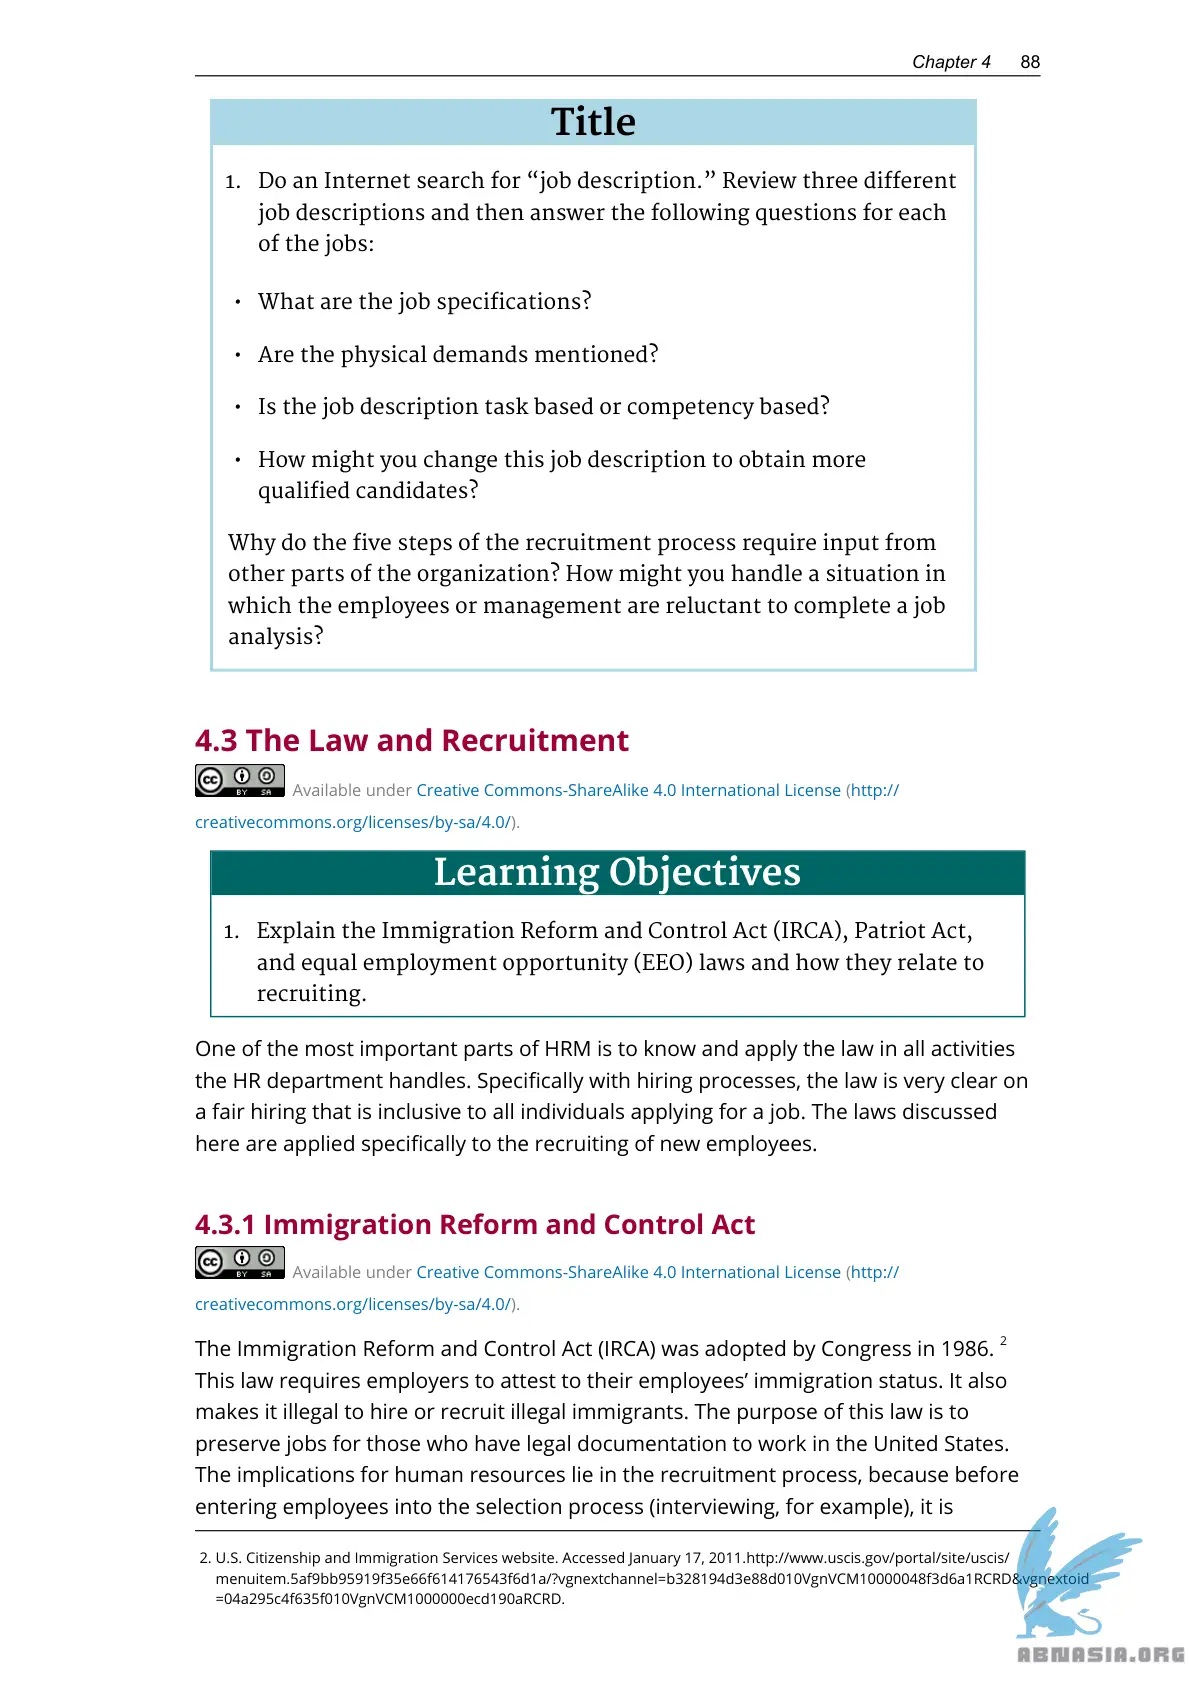 Chapter 4 88
Title
1. Do an Internet search for “job description.” Review three different
job descriptions and then answer the following questions for each
of the jobs:
• What are the job specifications?
• Are the physical demands mentioned?
• Is the job description task based or competency based?
• How might you change this job description to obtain more
qualified candidates?
Why do the five steps of the recruitment process require input from
other parts of the organization? How might you handle a situation in
which the employees or management are reluctant to complete a job
analysis?
4.3 The Law and Recruitment
cc BY SA Available under Creative Commons-ShareAlike 4.0 International License (http://
creativecommons.org/licenses/by-sa/4.0/).
Learning Objectives
1. Explain the Immigration Reform and Control Act (IRCA), Patriot Act,
and equal employment opportunity (EEO) laws and how they relate to
recruiting.
One of the most important parts of HRM is to know and apply the law in all activities
the HR department handles. Specifically with hiring processes, the law is very clear on
a fair hiring that is inclusive to all individuals applying for a job. The laws discussed
here are applied specifically to the recruiting of new employees.
4.3.1 Immigration Reform and Control Act
cc BY SA Available under Creative Commons-ShareAlike 4.0 International License (http://
creativecommons.org/licenses/by-sa/4.0/).
The Immigration Reform and Control Act (IRCA) was adopted by Congress in 1986. 2
This law requires employers to attest to their employees’ immigration status. It also
makes it illegal to hire or recruit illegal immigrants. The purpose of this law is to
preserve jobs for those who have legal documentation to work in the United States.
The implications for human resources lie in the recruitment process, because before
entering employees into the selection process (interviewing, for example), it is
2. U.S. Citizenship and Immigration Services website. Accessed January 17, 2011.http://www.uscis.gov/portal/site/uscis/
menuitem.5af9bb95919f35e66f614176543f6d1a/?vgnextchannel=b328194d3e88d010VgnVCM10000048f3d6a1RCRD&vgnextoid
=04a295c4f635f010VgnVCM1000000ecd190aRCRD.
ABNASIA.ORG